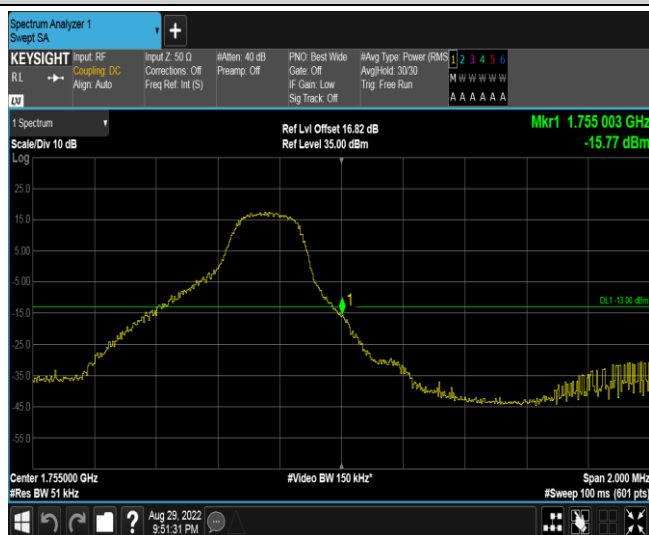 Spectrum Analyzer 1
Swept SA
+
KEYSIGHT
RL
Input: RF
Coupling: DC
Align: Auto
Input Z: 50 Ω
Corrections: Off
Freq Ref: Int (S)
#Atten: 40 dB
Preamp: Off
PNO: Best Wide
Gate: Off
IF Gain: Low
Sig Track: Off
#Avg Type: Power (RMS
Avg|Hold: 30/30
Trig: Free Run
1 2 3 4 5 6
M W W W W W
A A A A A A
1 Spectrum
Scale/Div 10 dB
Ref Lvl Offset 16.82 dB
Ref Level 35.00 dBm
Mkr1 1.755 003 GHz
-15.77 dBm
Log
25.0
15.0
5.00
-5.00
-15.0
-25.0
-35.0
-45.0
-55.0
1
DL1 -13.00 dBm
Center 1.755000 GHz
#Res BW 51 kHz
#Video BW 150 kHz*
Span 2.000 MHz
#Sweep 100 ms (601 pts)
?
Aug 29, 2022
9:51:31 PM